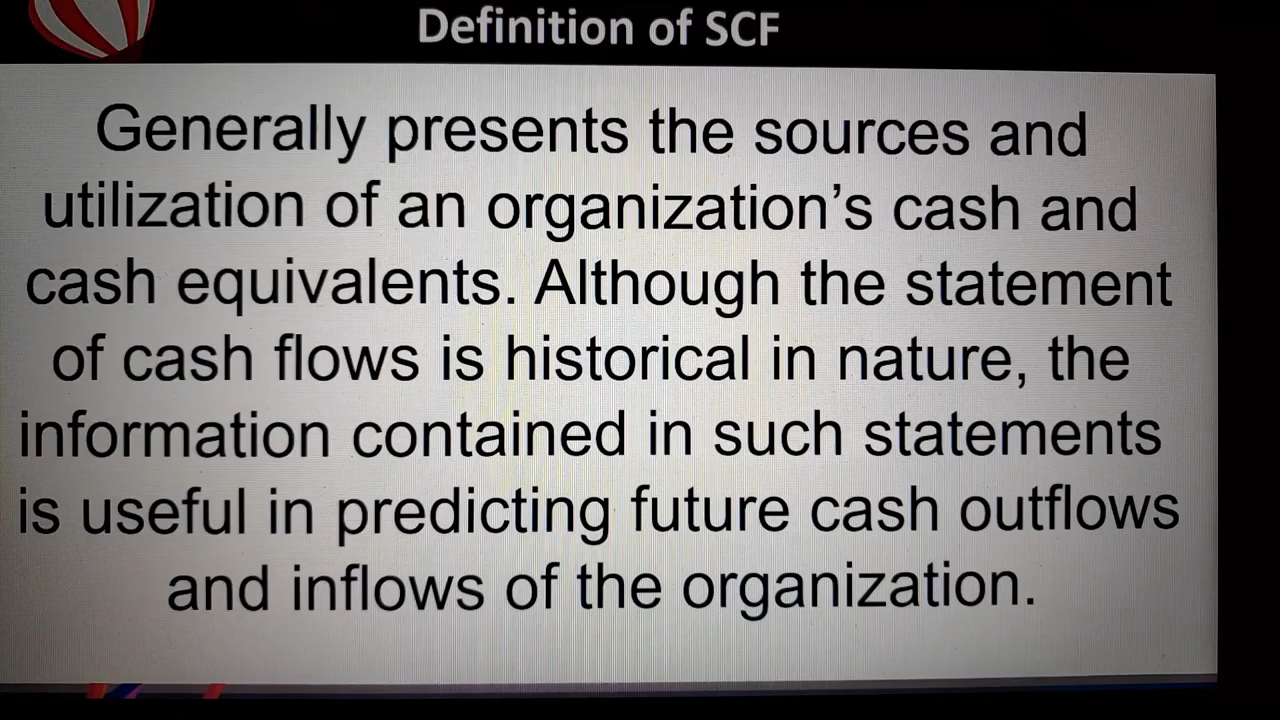 Definition of SCF
Generally presents the sources and
utilization of an organization's cash and
cash equivalents. Although the statement
of cash flows is historical in nature, the
information contained in such statements
is useful in predicting future cash outflows
and inflows of the organization.